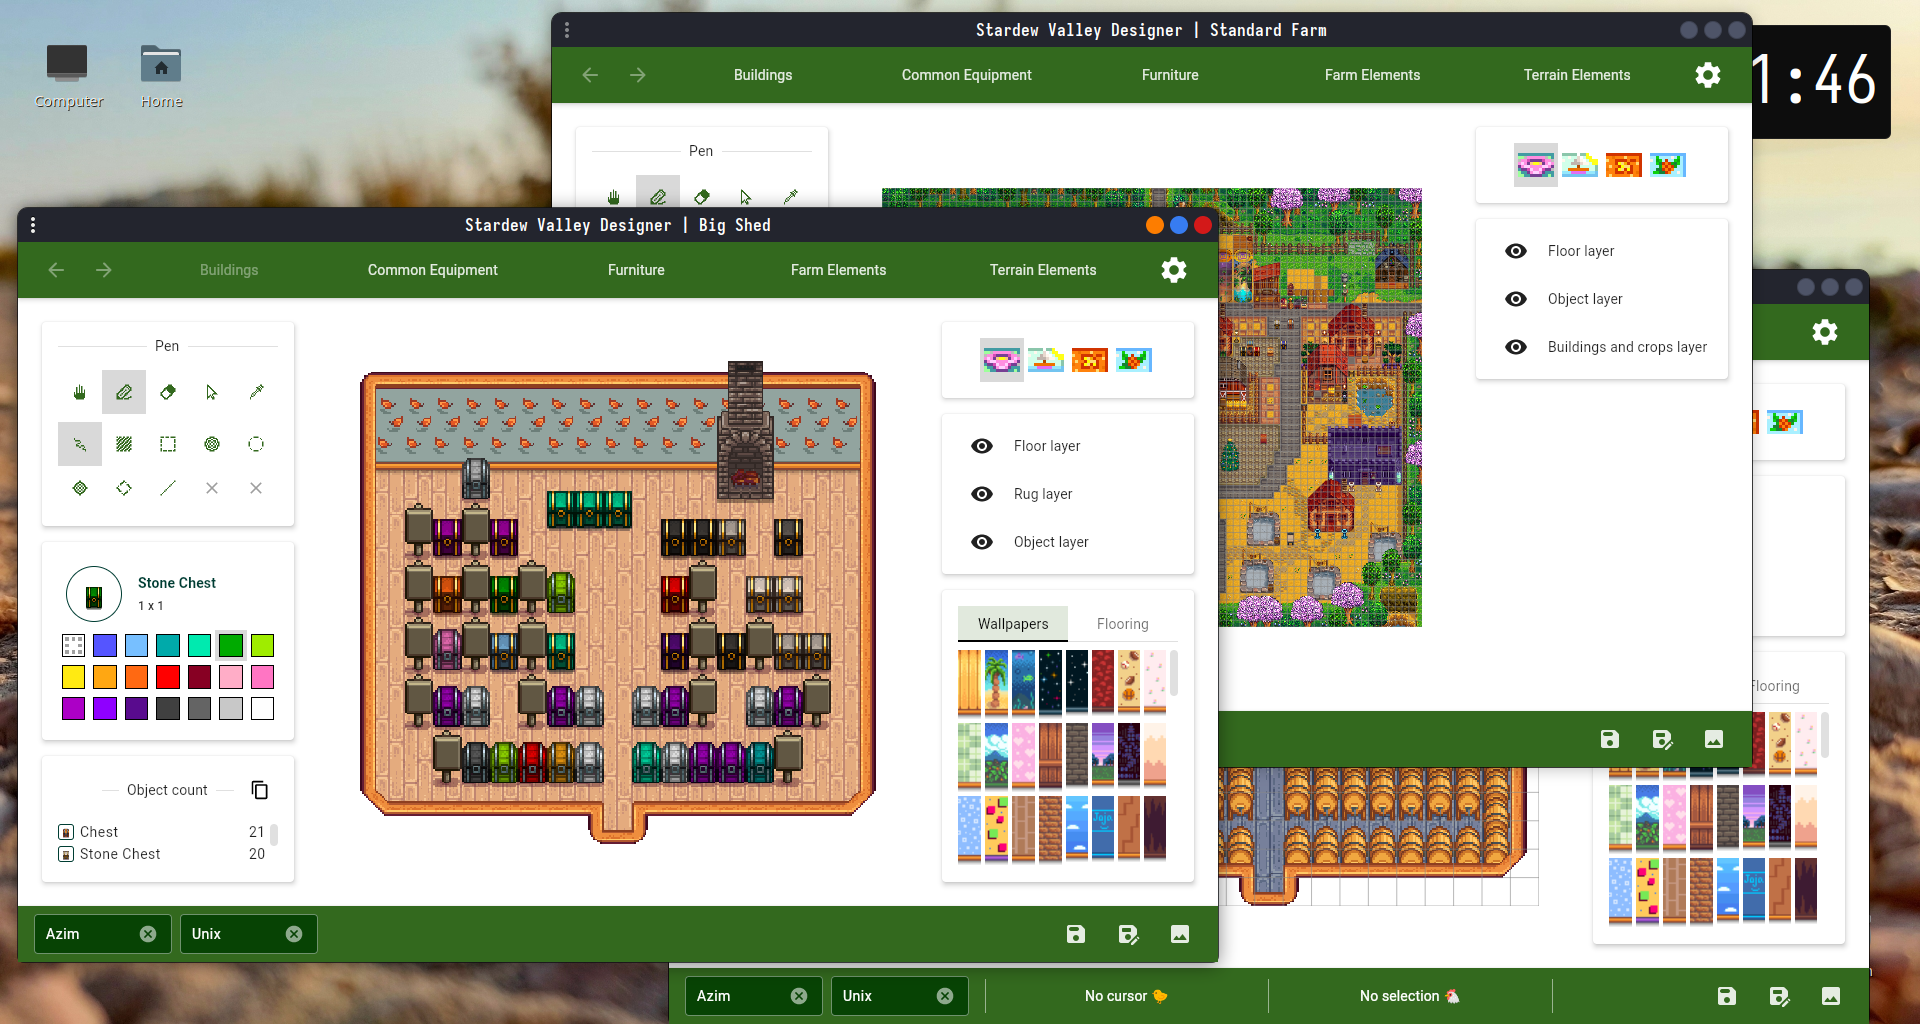 Computer
Home
Stardew Valley Designer | Standard Farm
Buildings
Common Equipment
Furniture
Farm Elements
Terrain Elements
1:46
Pen
Floor layer
Object layer
Buildings and crops layer
Stardew Valley Designer | Big Shed
Buildings
Common Equipment
Furniture
Farm Elements
Terrain Elements
Pen
Stone Chest
1 x 1
Object count
Chest 21
Stone Chest 20
Floor layer
Rug layer
Object layer
Wallpapers
Flooring
Joja
Azim
Unix
Flooring
Joja
Azim
Unix
No cursor
No selection